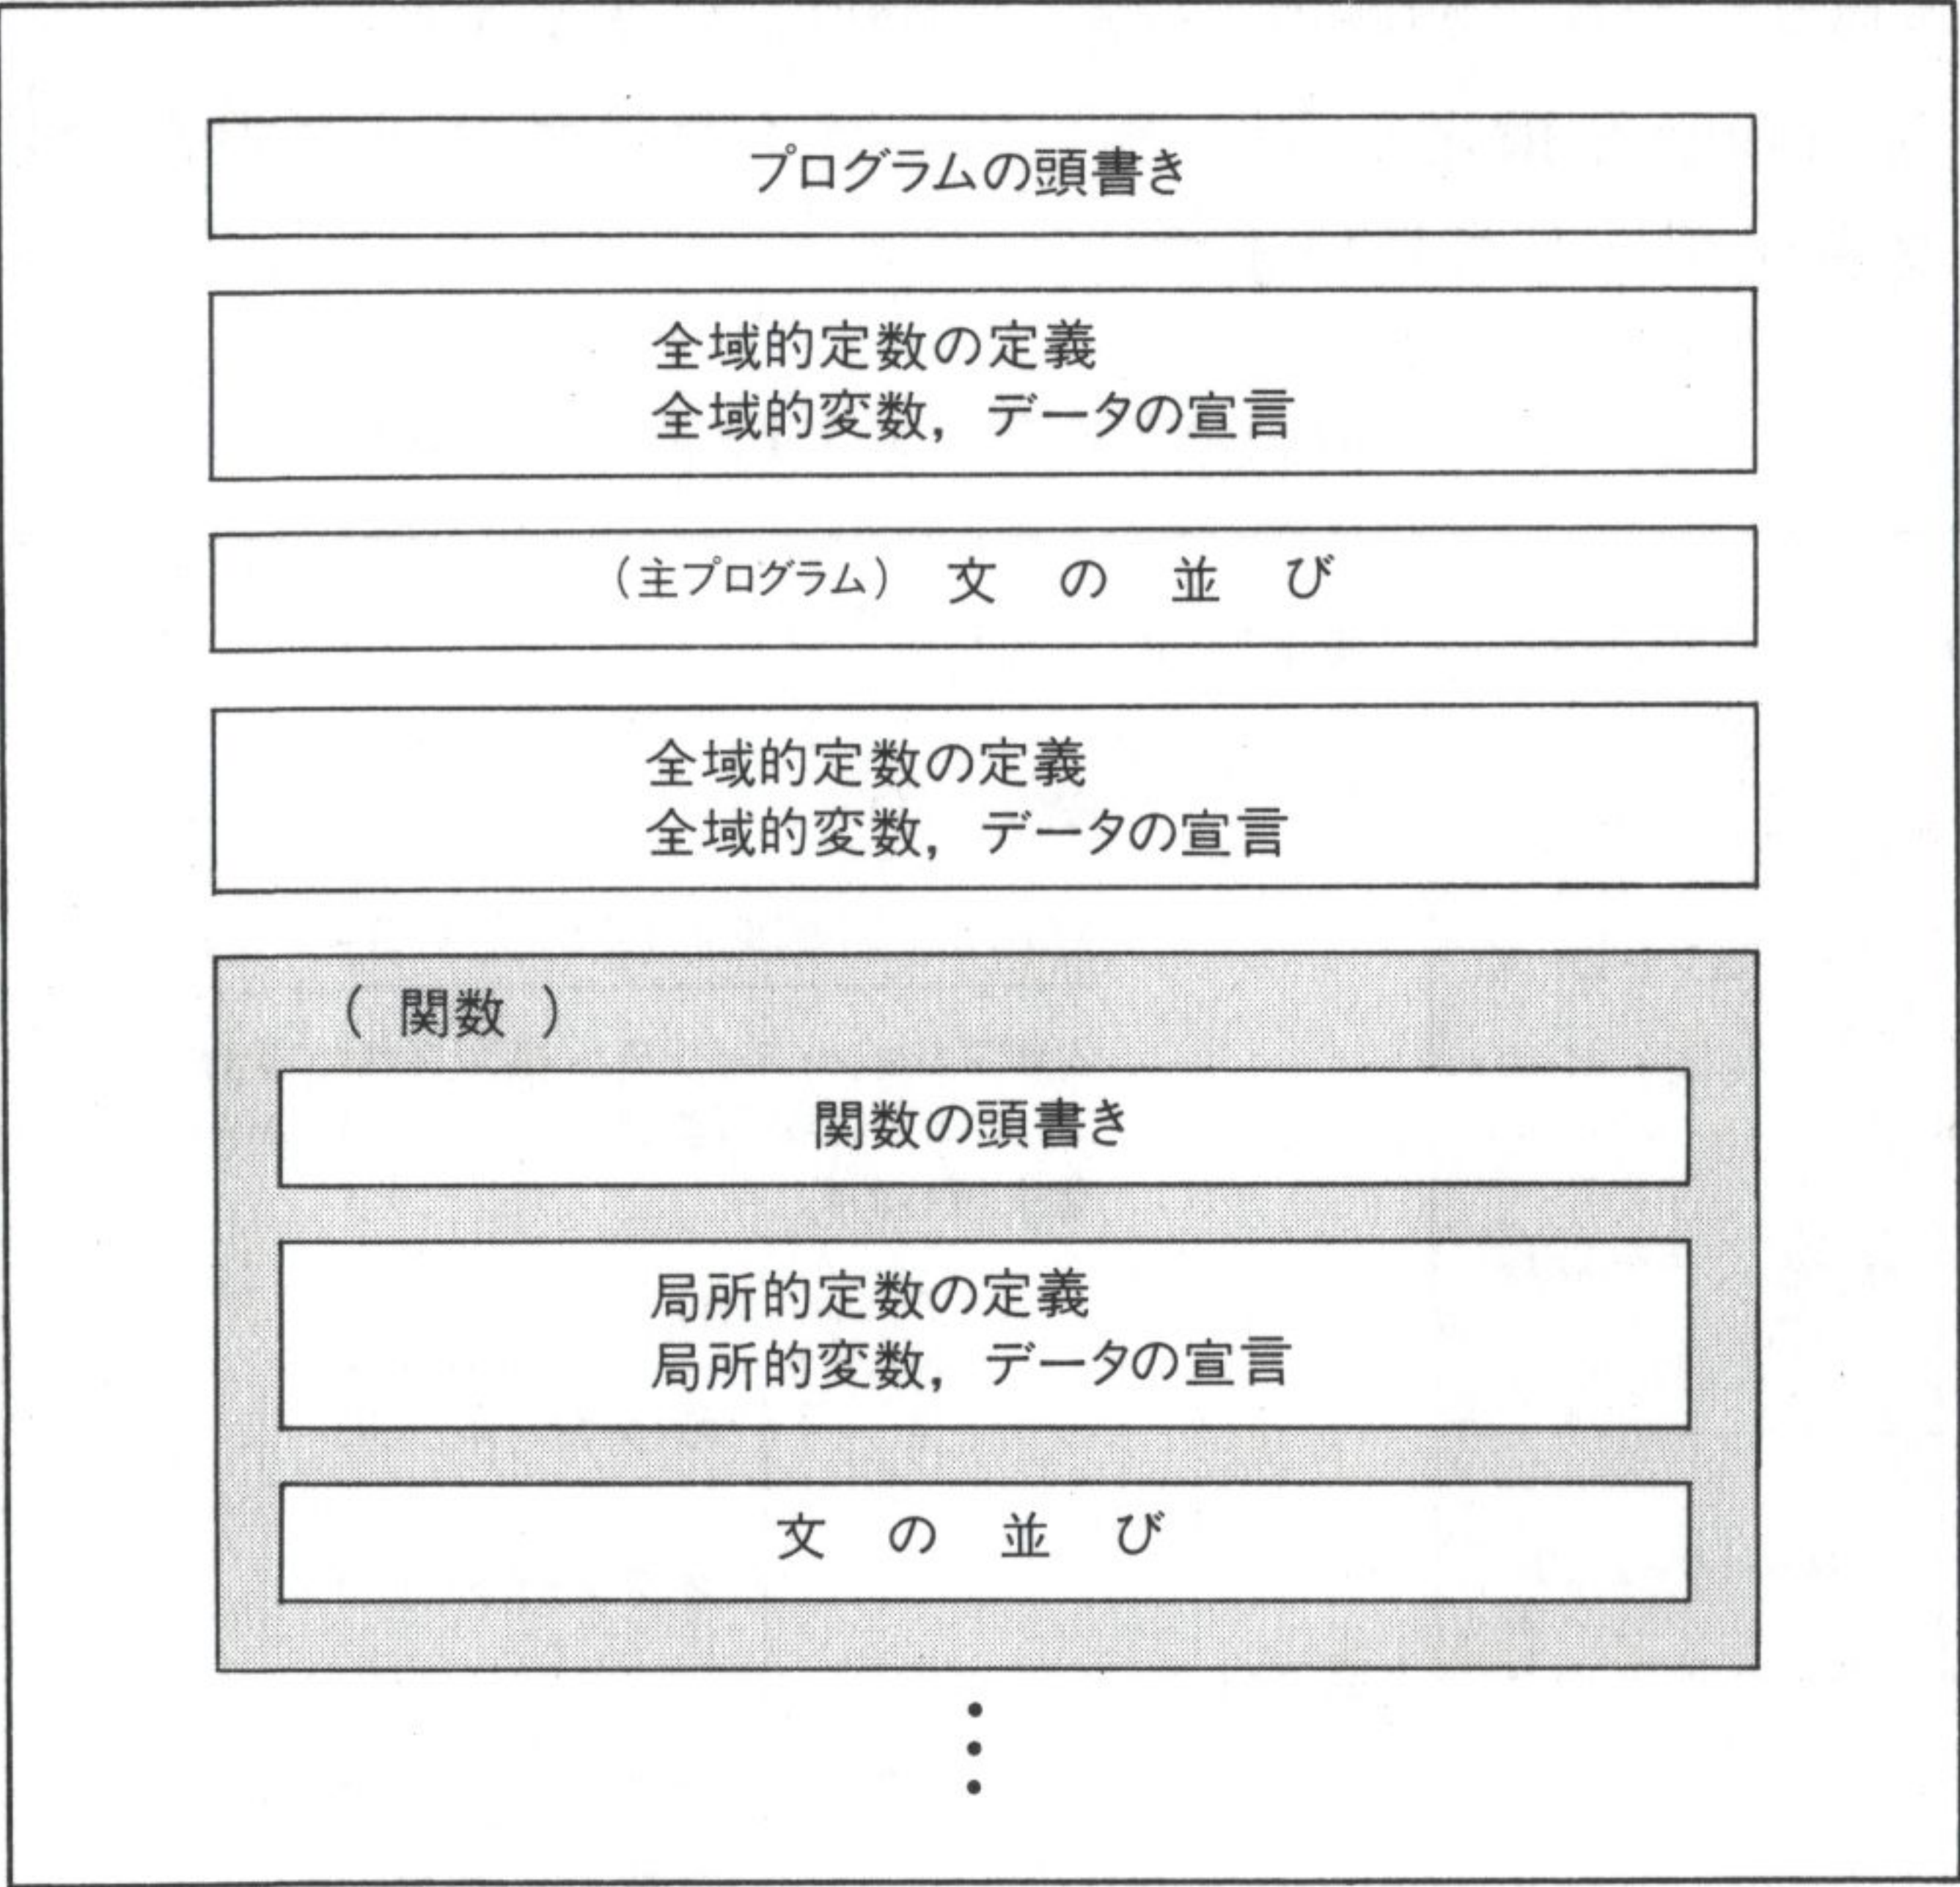 プログラムの頭書き
全域的定数の定義
全域的変数，データの宣言
（主プログラム） 文 の 並 び
全域的定数の定義
全域的変数，データの宣言
（ 関数 ）
関数の頭書き
局所的定数の定義
局所的変数，データの宣言
文 の 並 び